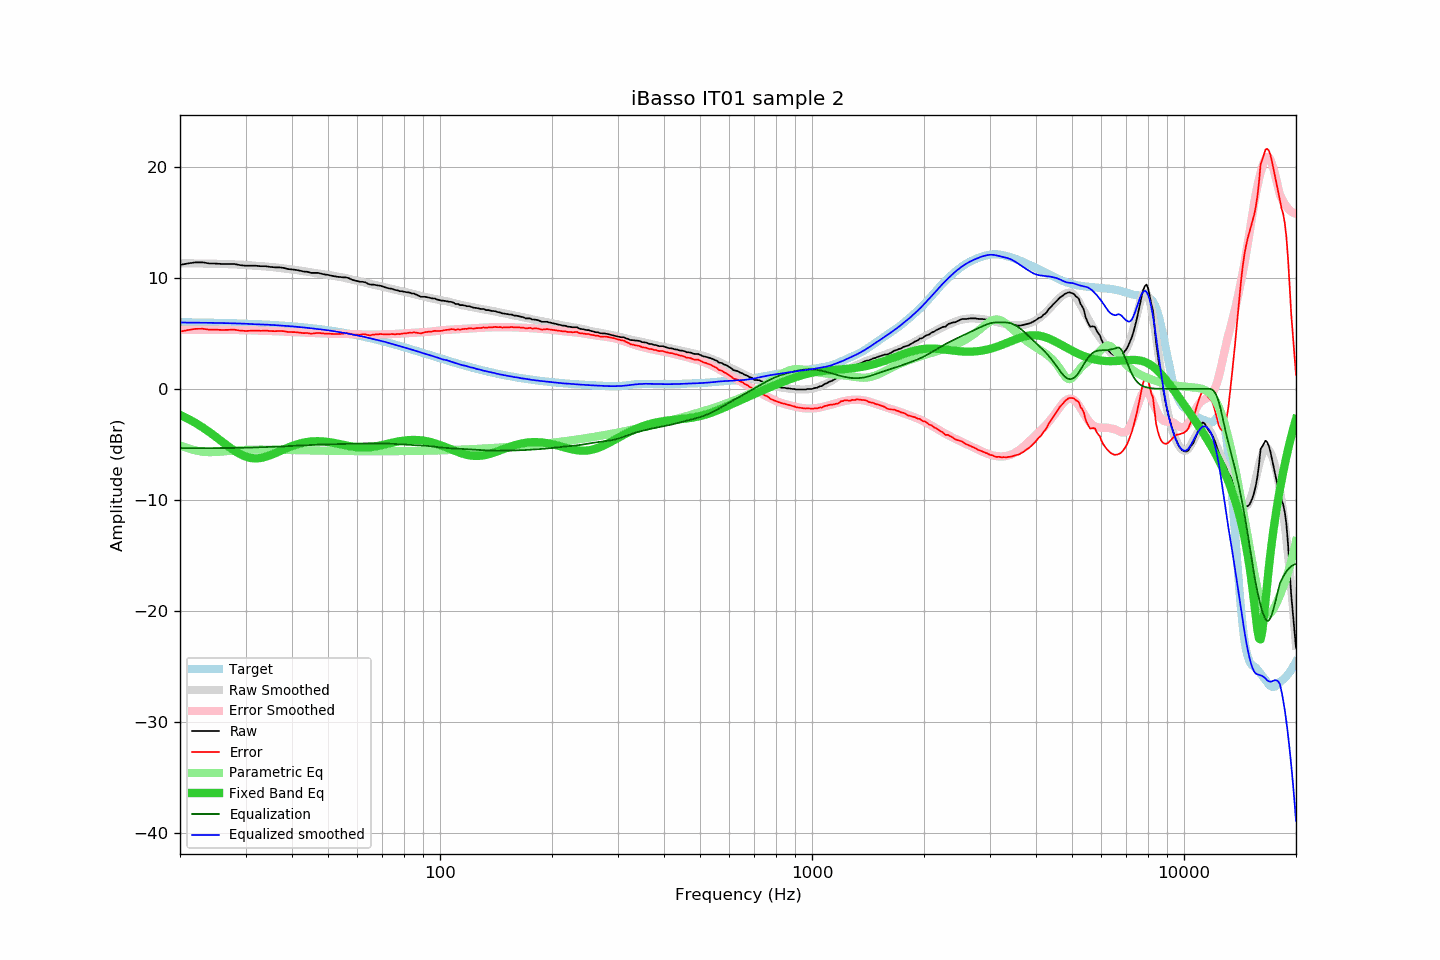 iBasso IT01 sample 2
20
10
0
−10
−20
−30
−40
Amplitude (dBr)
Target
Raw Smoothed
Error Smoothed
Raw
Error
Parametric Eq
Fixed Band Eq
Equalization
Equalized smoothed
100
1000
10000
Frequency (Hz)